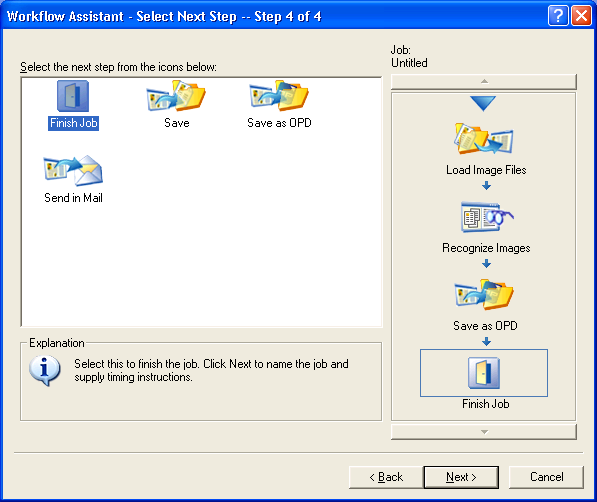 Workflow Assistant - Select Next Step -- Step 4 of 4
Select the next step from the icons below:
Finish Job
Save
Save as OPD
Send in Mail
Explanation
Select this to finish the job. Click Next to name the job and
supply timing instructions.
Job:
Untitled
Load Image Files
Recognize Images
Save as OPD
Finish Job
< Back
Next >
Cancel